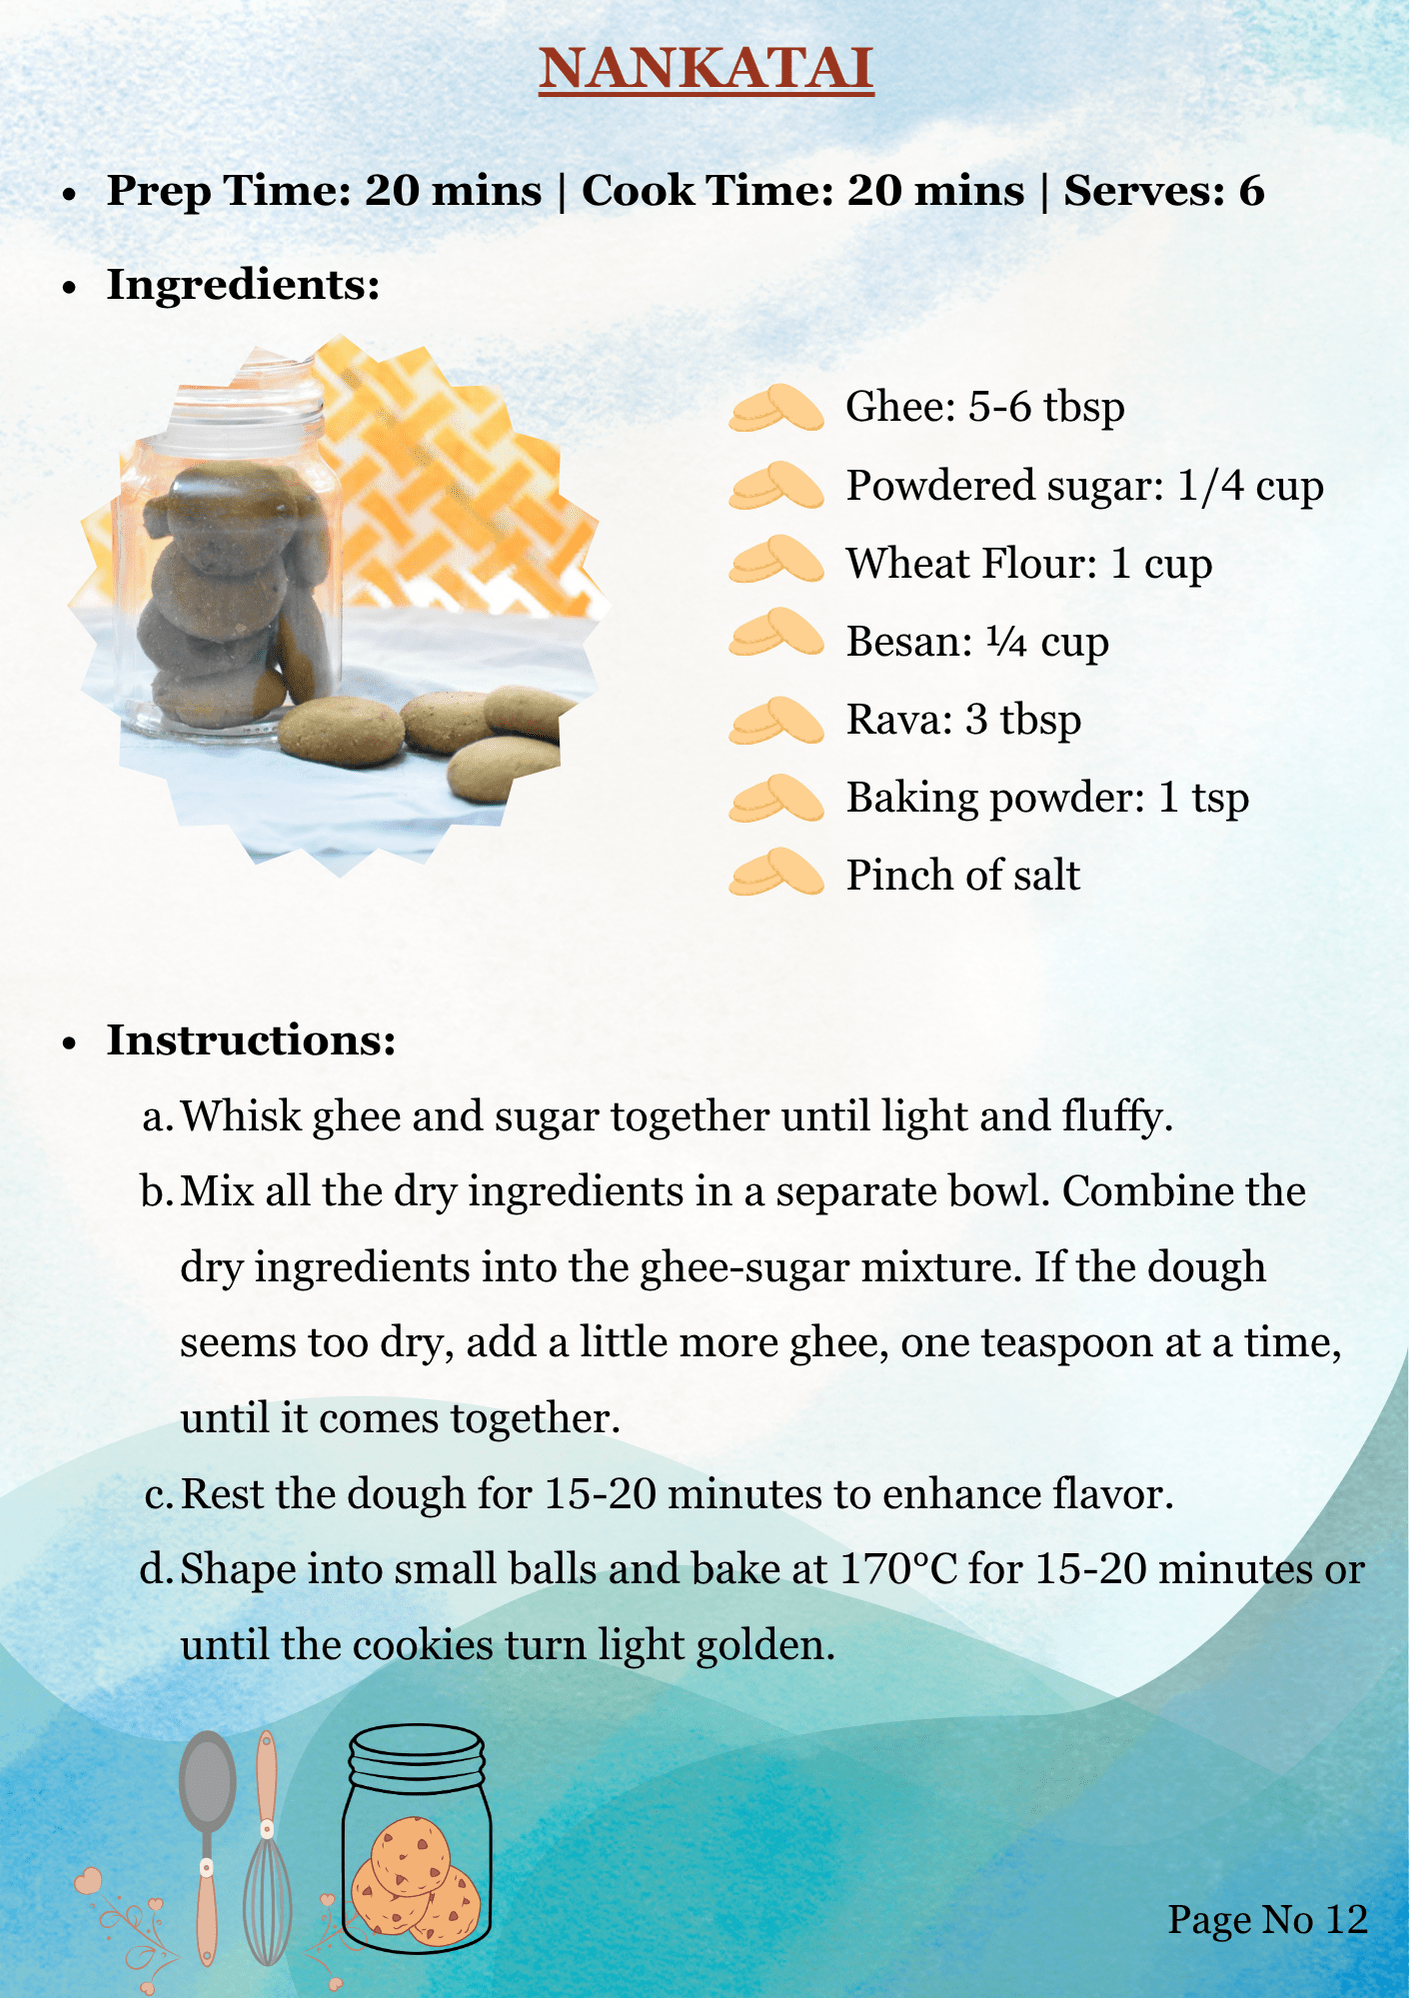 NANKATAI
• Prep Time: 20 mins | Cook Time: 20 mins | Serves: 6
• Ingredients:
Ghee: 5-6 tbsp
Powdered sugar: 1/4 cup
Wheat Flour: 1 cup
Besan: ¼ cup
Rava: 3 tbsp
Baking powder: 1 tsp
Pinch of salt
• Instructions:
a. Whisk ghee and sugar together until light and fluffy.
b. Mix all the dry ingredients in a separate bowl. Combine the
dry ingredients into the ghee-sugar mixture. If the dough
seems too dry, add a little more ghee, one teaspoon at a time,
until it comes together.
c. Rest the dough for 15-20 minutes to enhance flavor.
d. Shape into small balls and bake at 170°C for 15-20 minutes or
until the cookies turn light golden.
Page No 12